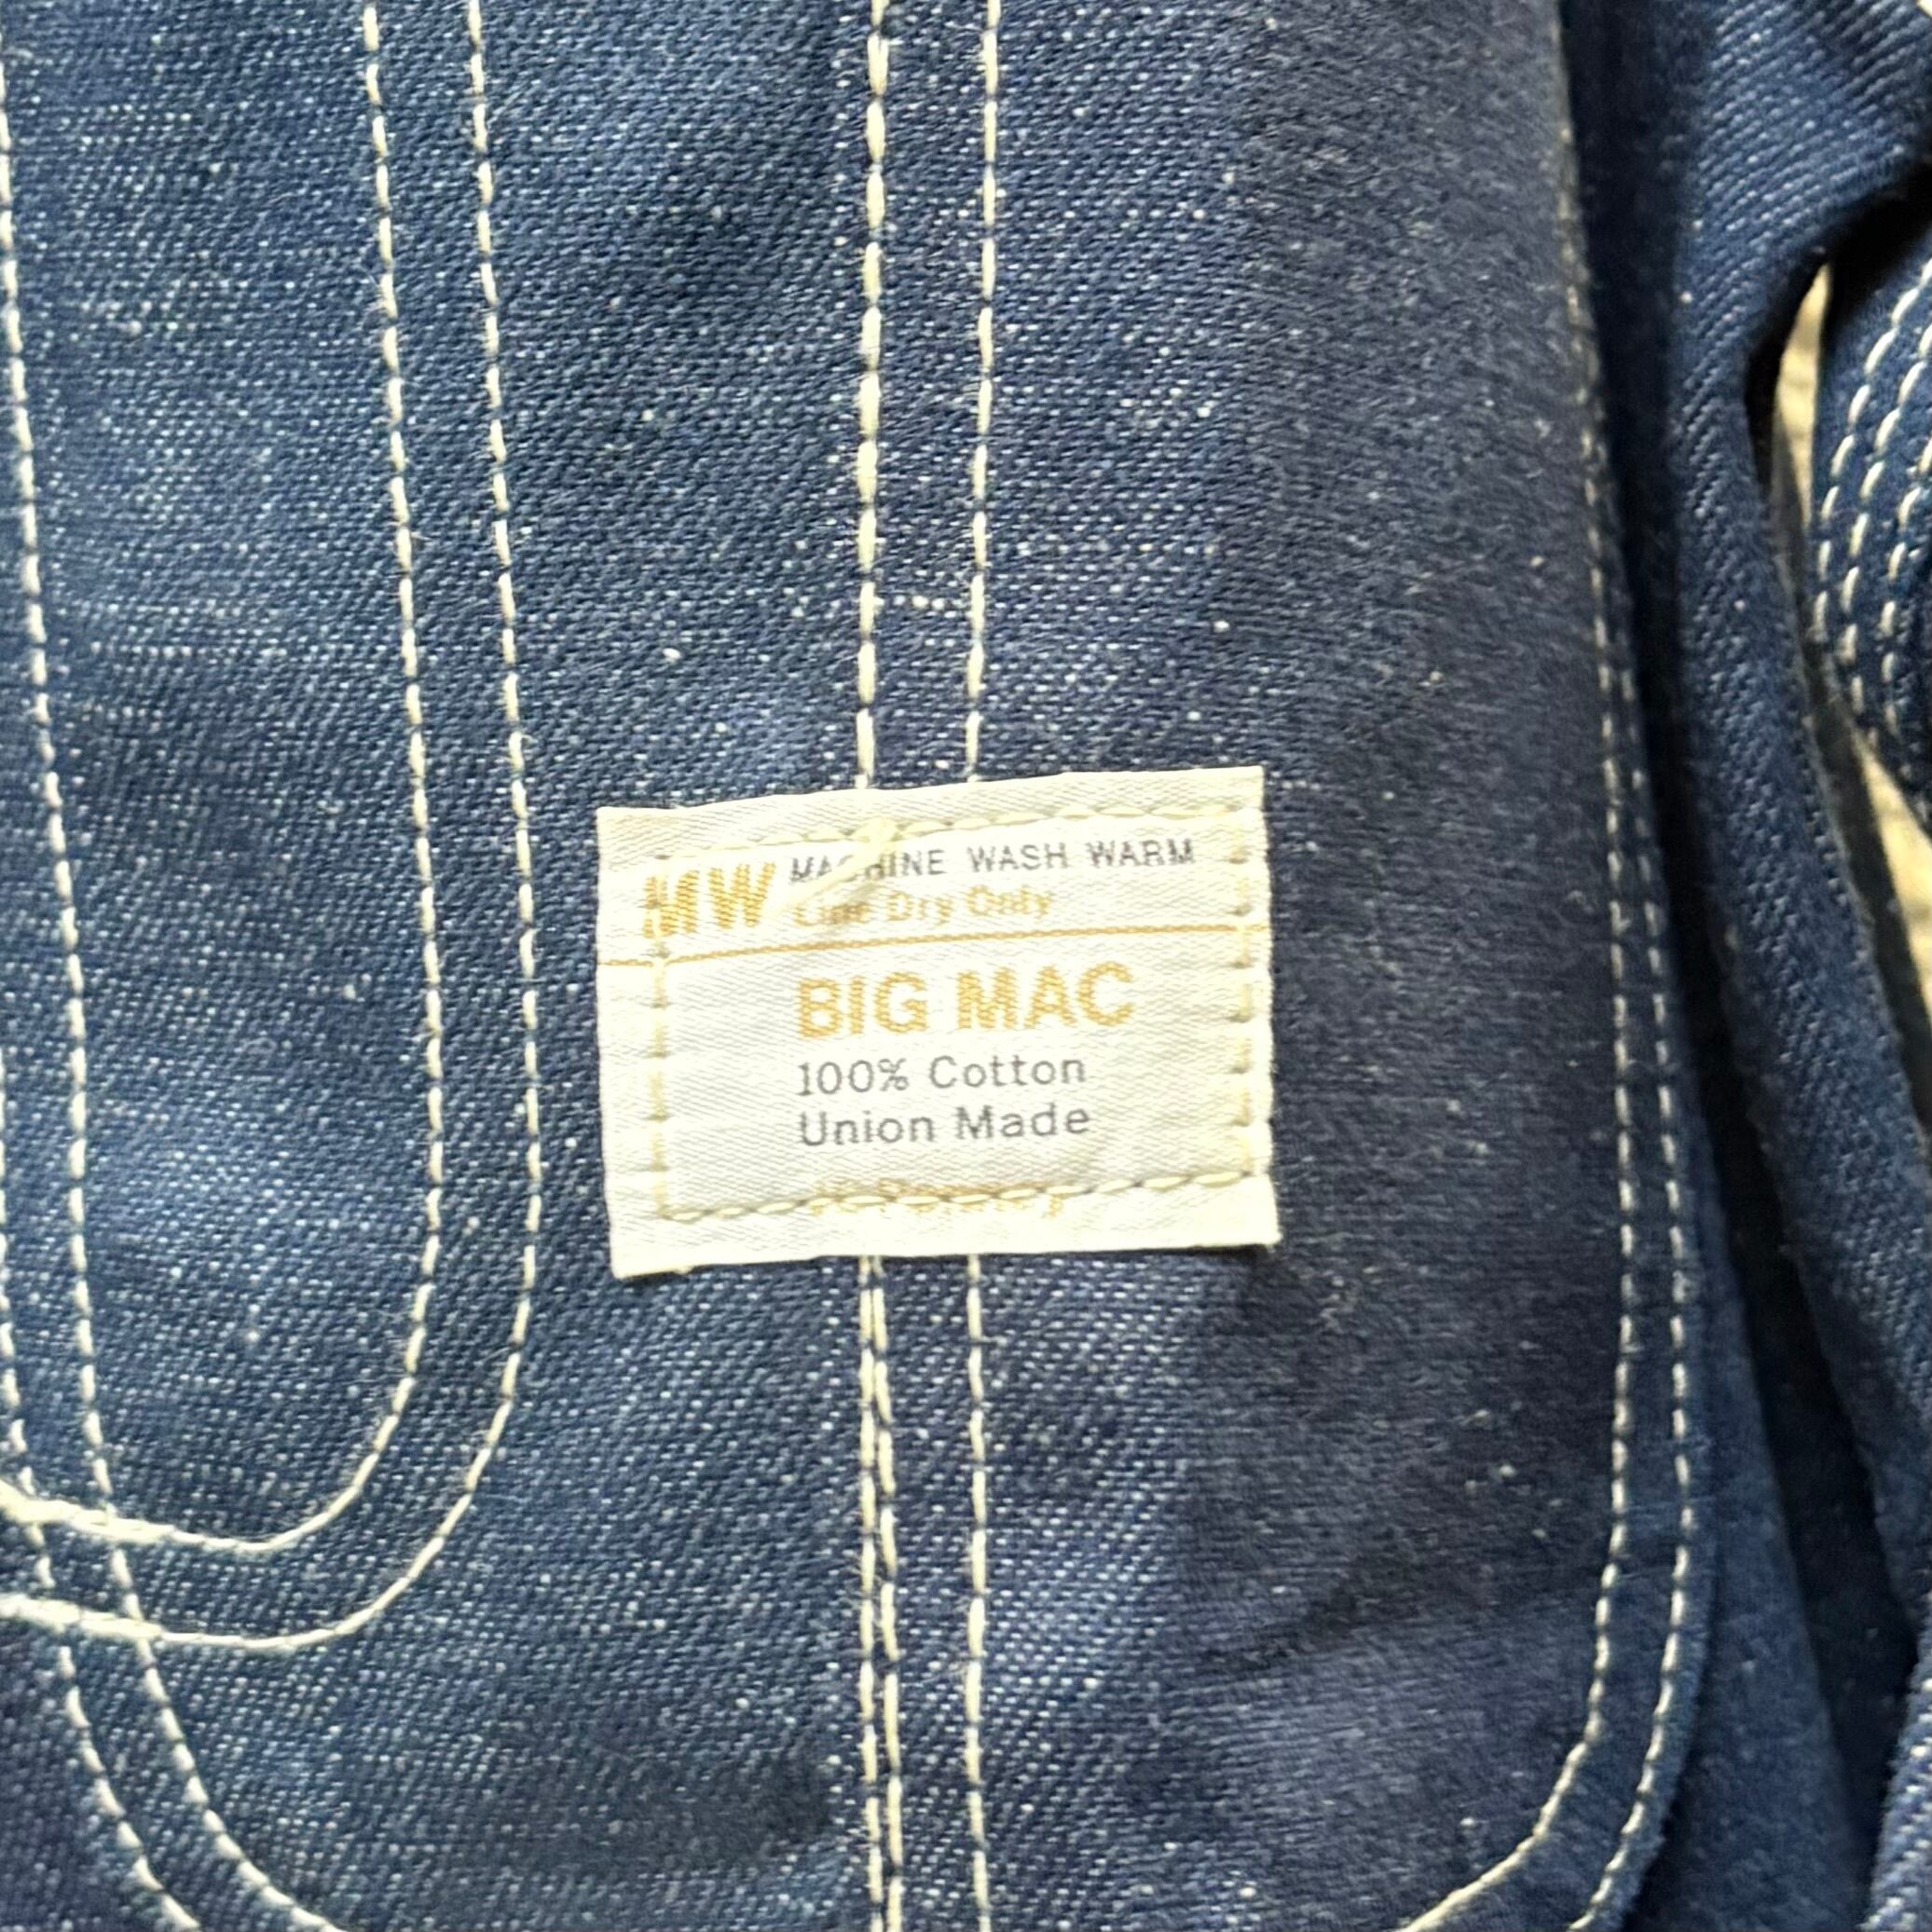 MW MACHINE WASH WARM
Line Dry Only
BIG MAC
100% Cotton
Union Made